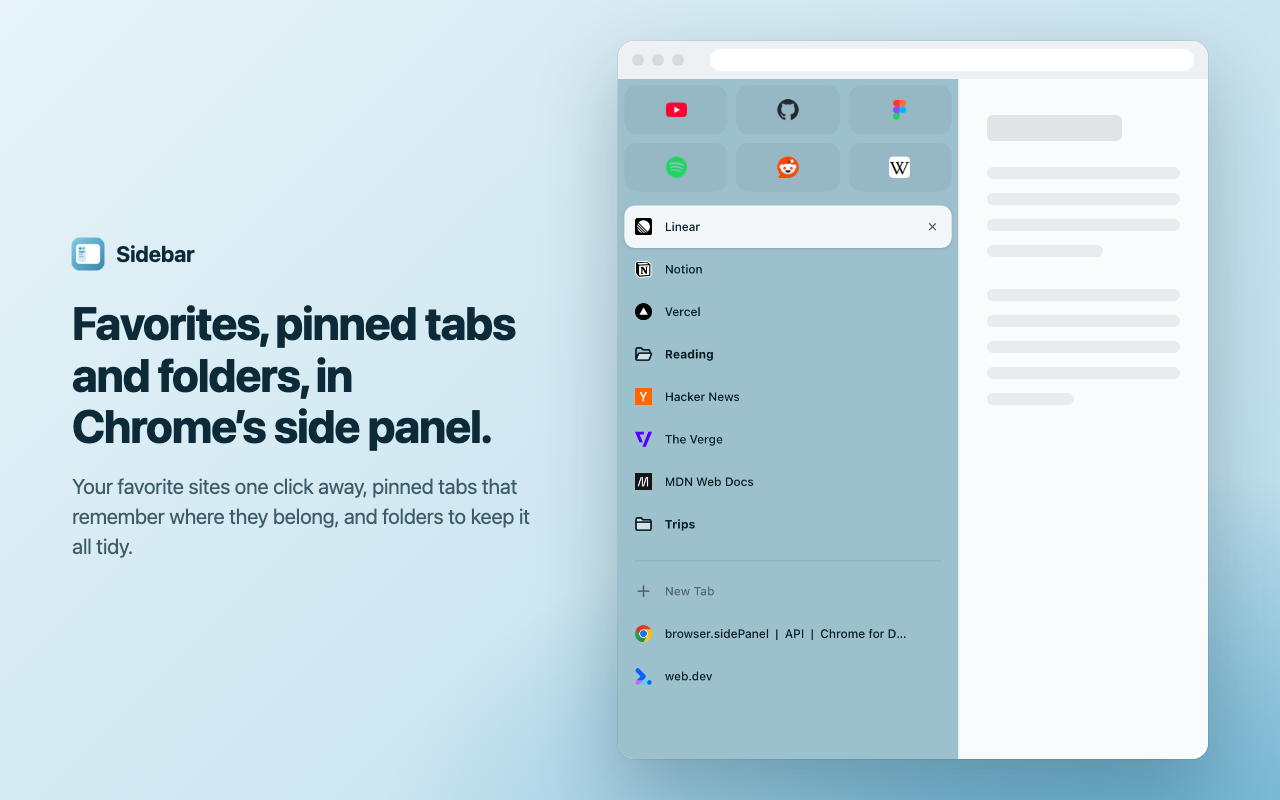 Sidebar
Favorites, pinned tabs
and folders, in
Chrome’s side panel.
Your favorite sites one click away, pinned tabs that
remember where they belong, and folders to keep it
all tidy.
W
Linear
Notion
Vercel
Reading
Y
Hacker News
The Verge
MDN Web Docs
Trips
New Tab
browser.sidePanel | API | Chrome for D...
web.dev